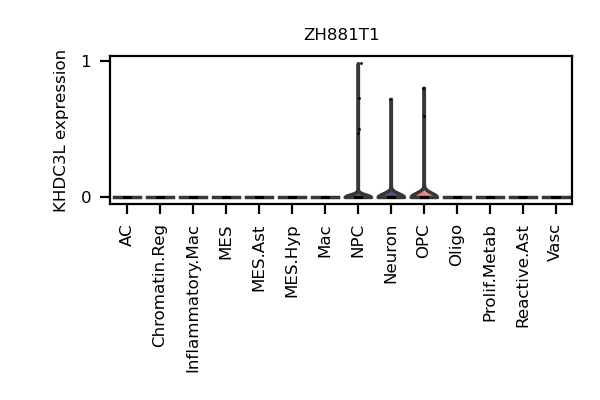 ZH881T1
KHDC3L expression
1
0
AC
Chromatin.Reg
Inflammatory.Mac
MES
MES.Ast
MES.Hyp
Mac
NPC
Neuron
OPC
Oligo
Prolif.Metab
Reactive.Ast
Vasc